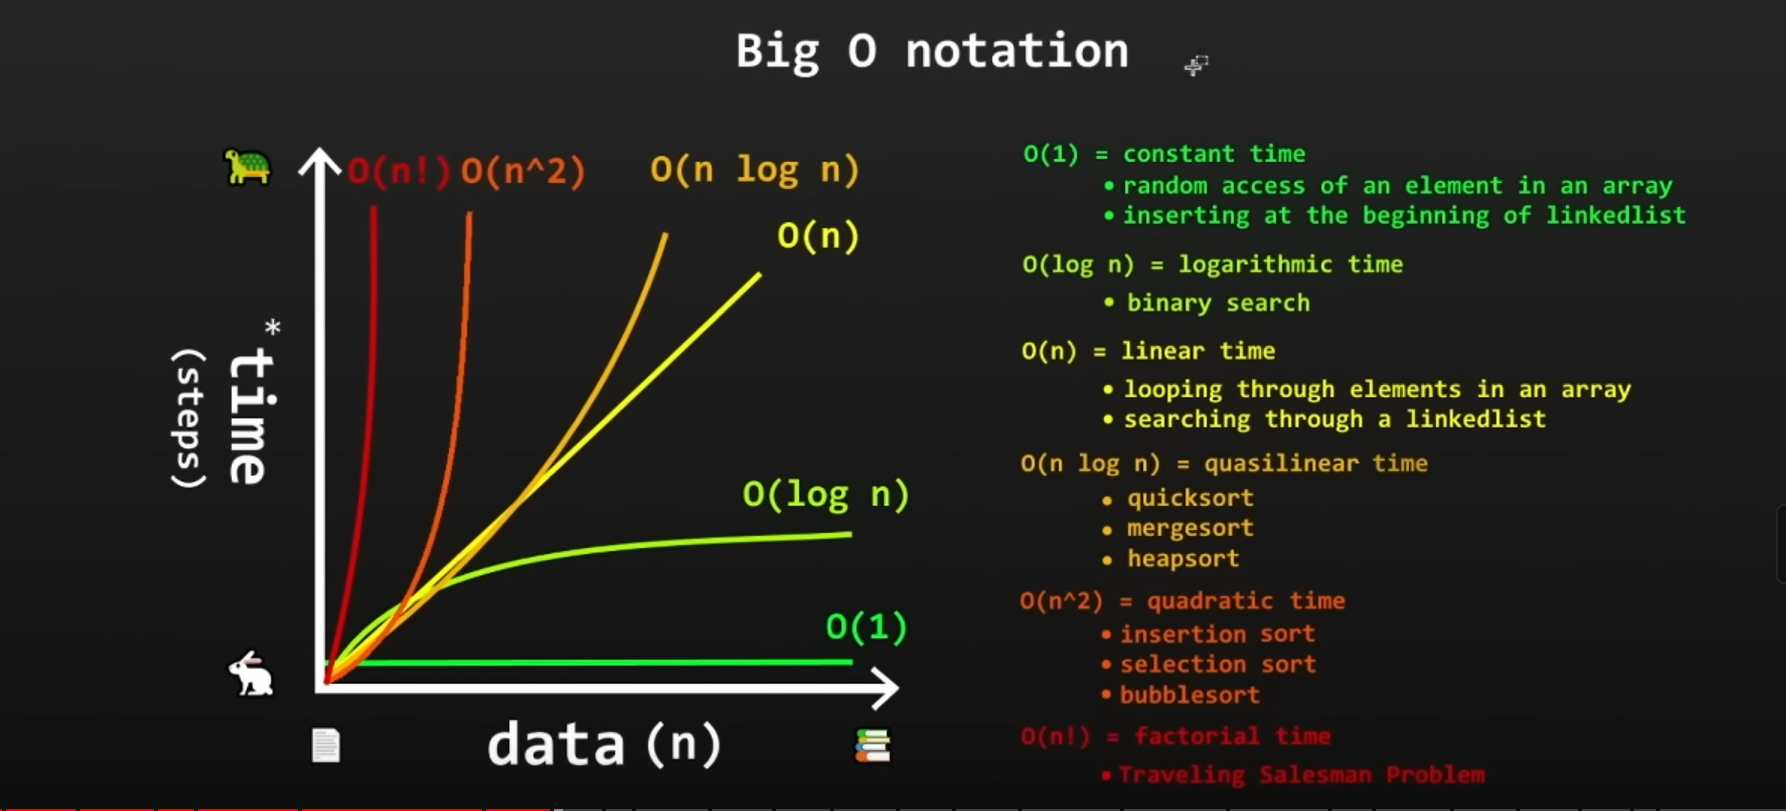 Big O notation
O(n!)
O(n^2)
O(n log n)
O(n)
O(log n)
O(1)
*
time
(steps)
data (n)
O(1) = constant time
• random access of an element in an array
• inserting at the beginning of linkedlist
O(log n) = logarithmic time
• binary search
O(n) = linear time
• looping through elements in an array
• searching through a linkedlist
O(n log n) = quasilinear time
• quicksort
• mergesort
• heapsort
O(n^2) = quadratic time
• insertion sort
• selection sort
• bubblesort
O(n!) = factorial time
• Traveling Salesman Problem